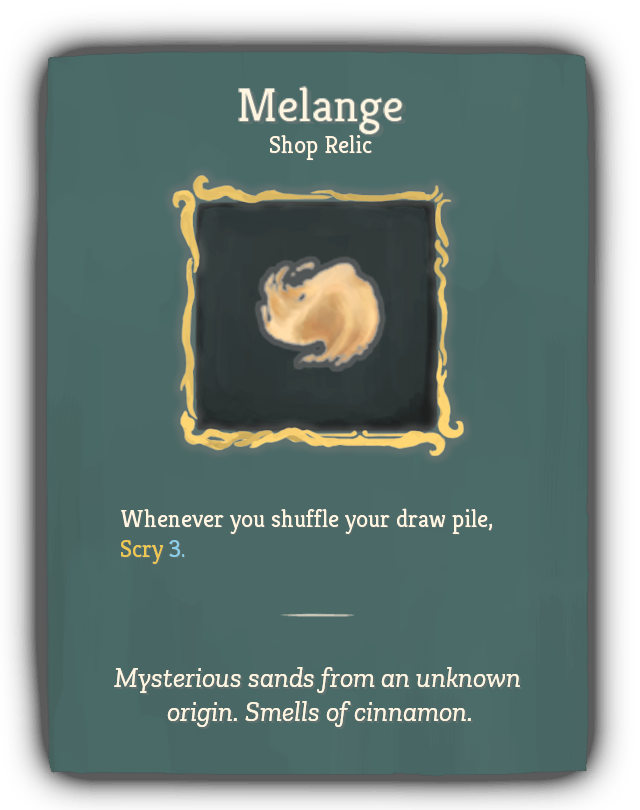 Melange
Shop Relic
Whenever you shuffle your draw pile,
Scry 3.
Mysterious sands from an unknown
origin. Smells of cinnamon.